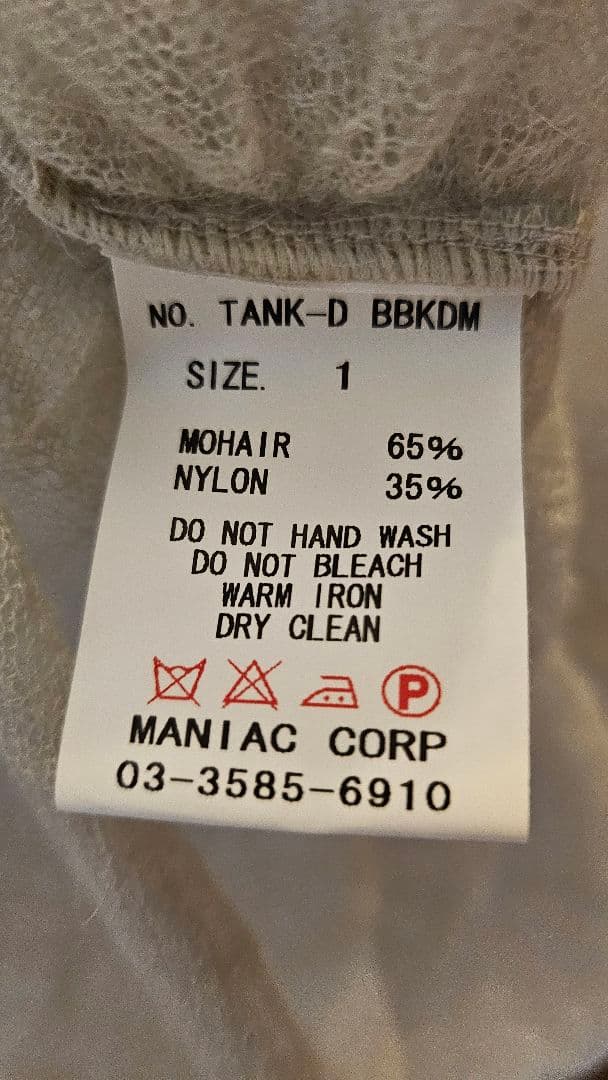 NO. TANK-D BBKDM
SIZE. 1
MOHAIR 65%
NYLON 35%
DO NOT HAND WASH
DO NOT BLEACH
WARM IRON
DRY CLEAN
P
MANIAC CORP
03-3585-6910